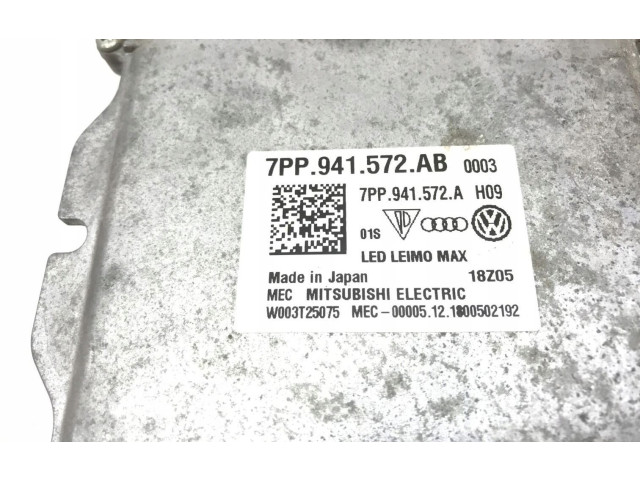 7PP.941.572.AB 0003
7PP.941.572.A H09
01S
LED LEIMO MAX
Made in Japan 18Z05
MEC MITSUBISHI ELECTRIC
W003T25075 MEC-00005.12.1800502192